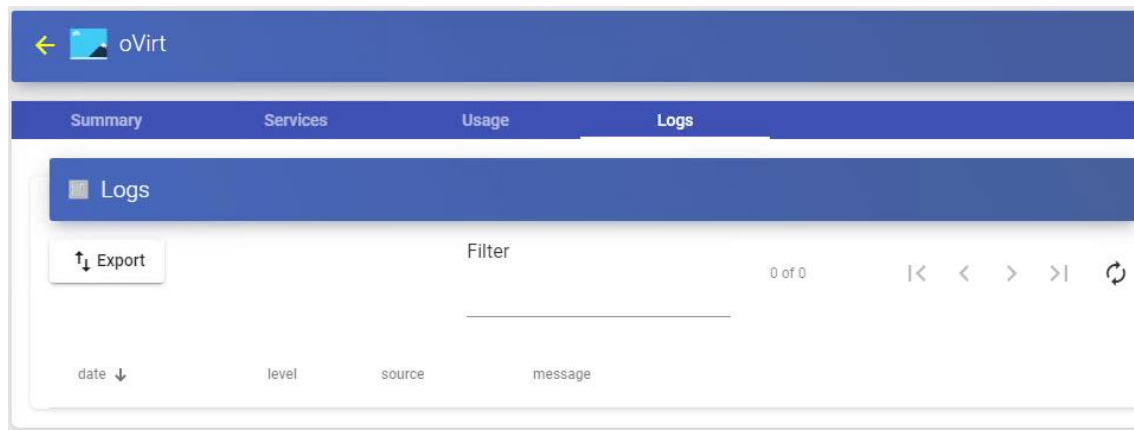 oVirt
Summary Services Usage Logs
Logs
Export Filter 0 of 0
date level source message